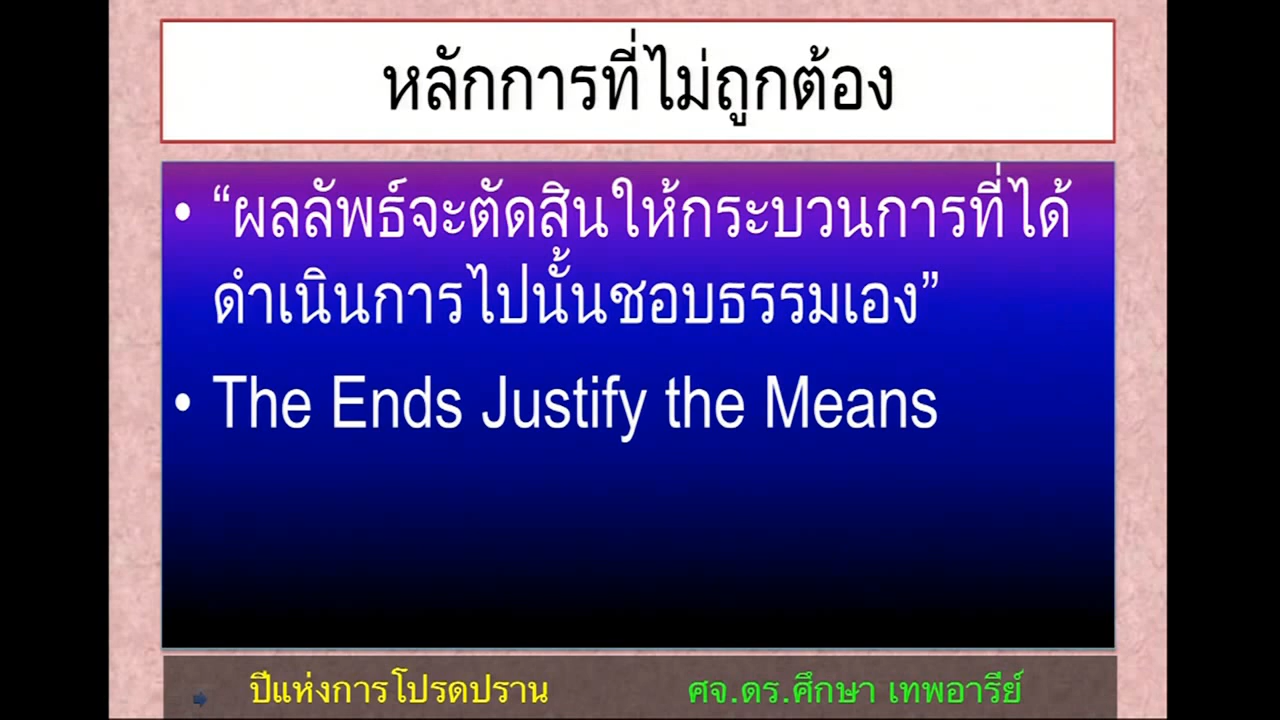 หลักการที่ไม่ถูกต้อง
• “ผลลัพธ์จะตัดสินให้กระบวนการที่ได้
ดำเนินการไปนั้นชอบธรรมเอง”
• The Ends Justify the Means
ปีแห่งการโปรดปราน ศจ.ดร.ศึกษา เทพอารีย์